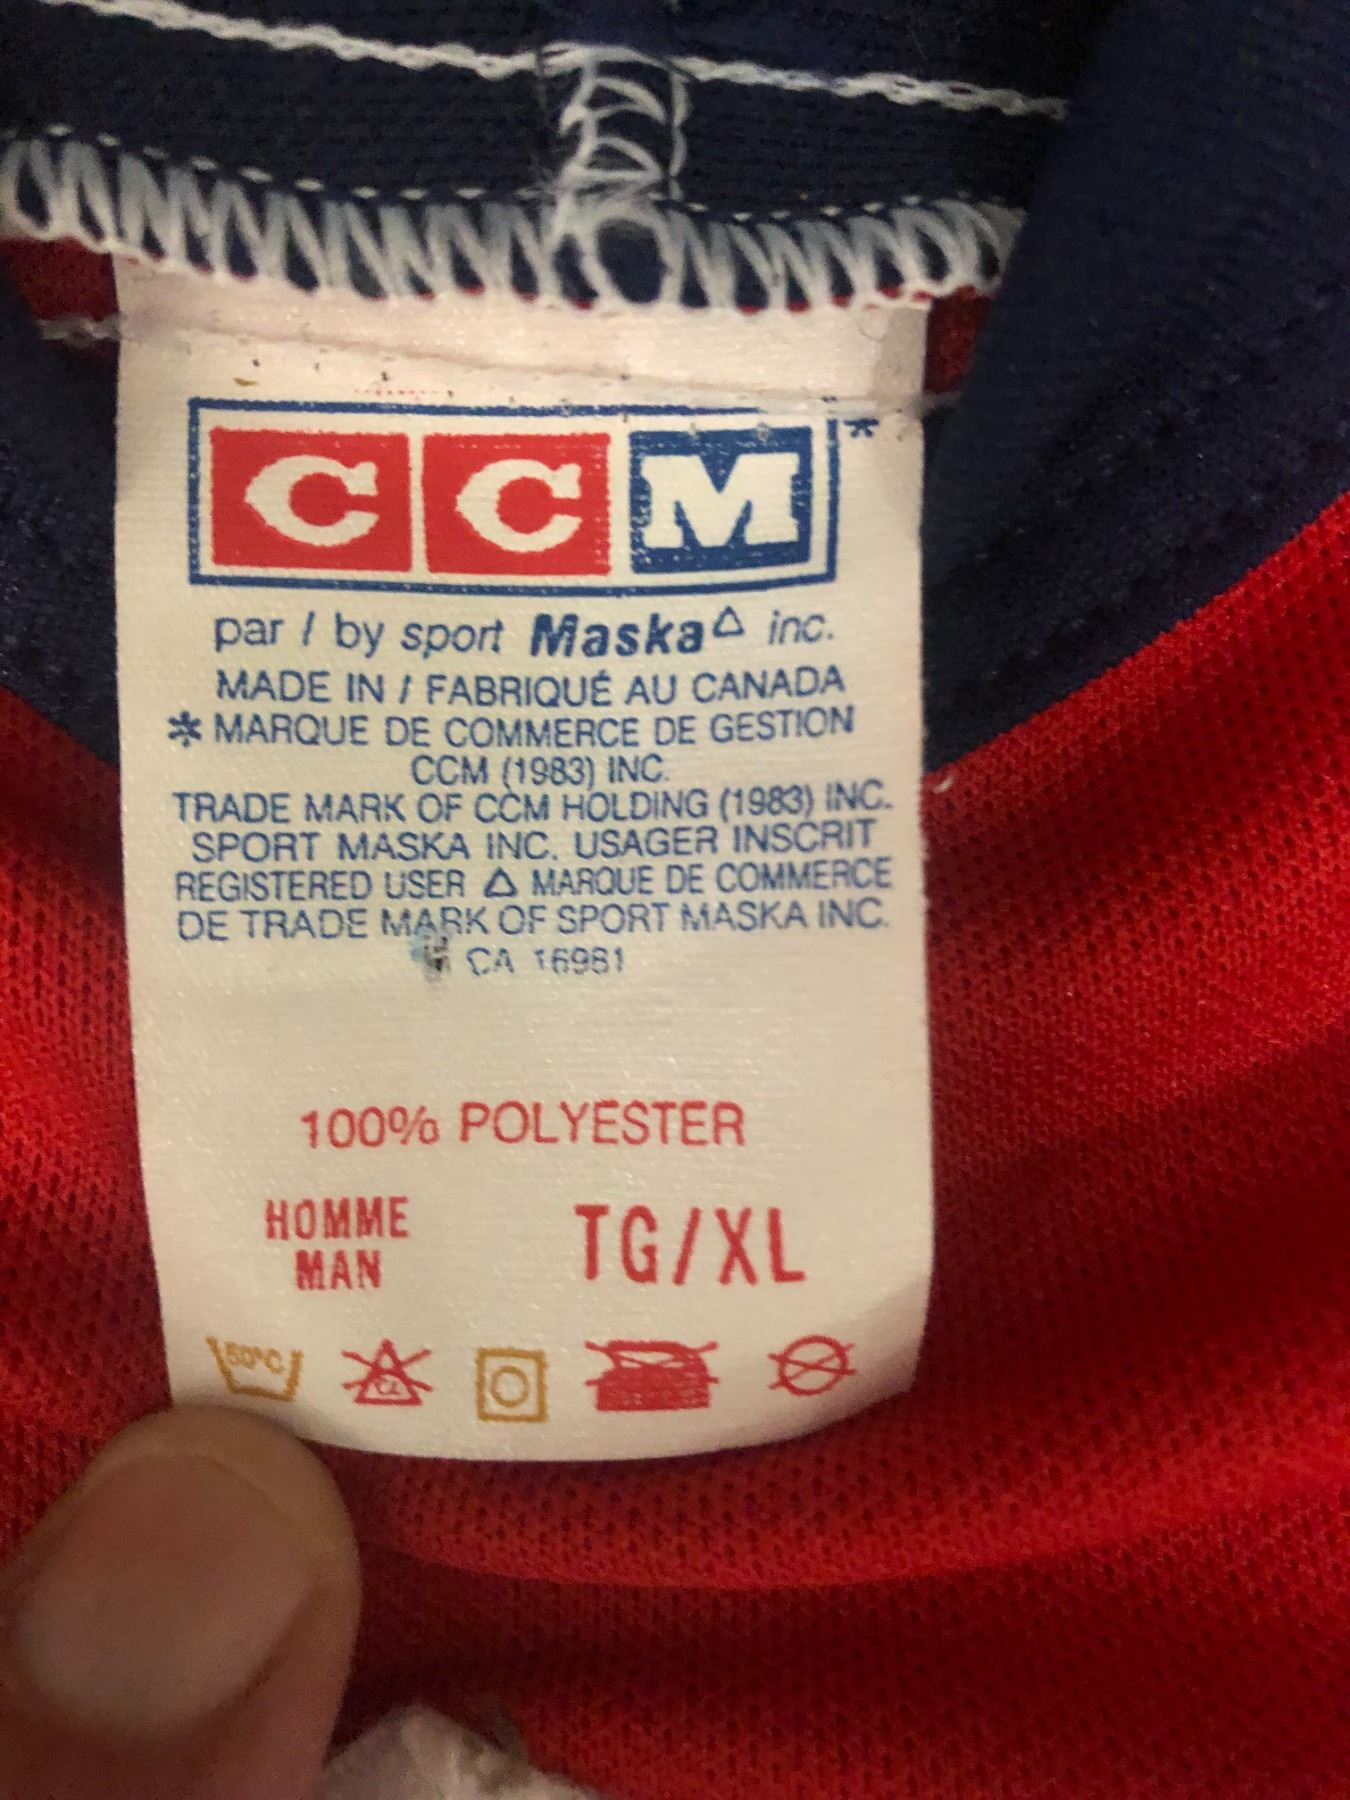 CCM*
par / by sport Maska△ inc.
MADE IN / FABRIQUÉ AU CANADA
* MARQUE DE COMMERCE DE GESTION
CCM (1983) INC.
TRADE MARK OF CCM HOLDING (1983) INC.
SPORT MASKA INC. USAGER INSCRIT
REGISTERED USER △ MARQUE DE COMMERCE
DE TRADE MARK OF SPORT MASKA INC.
CA 16981
100% POLYESTER
HOMME
MAN
TG/XL
50°C